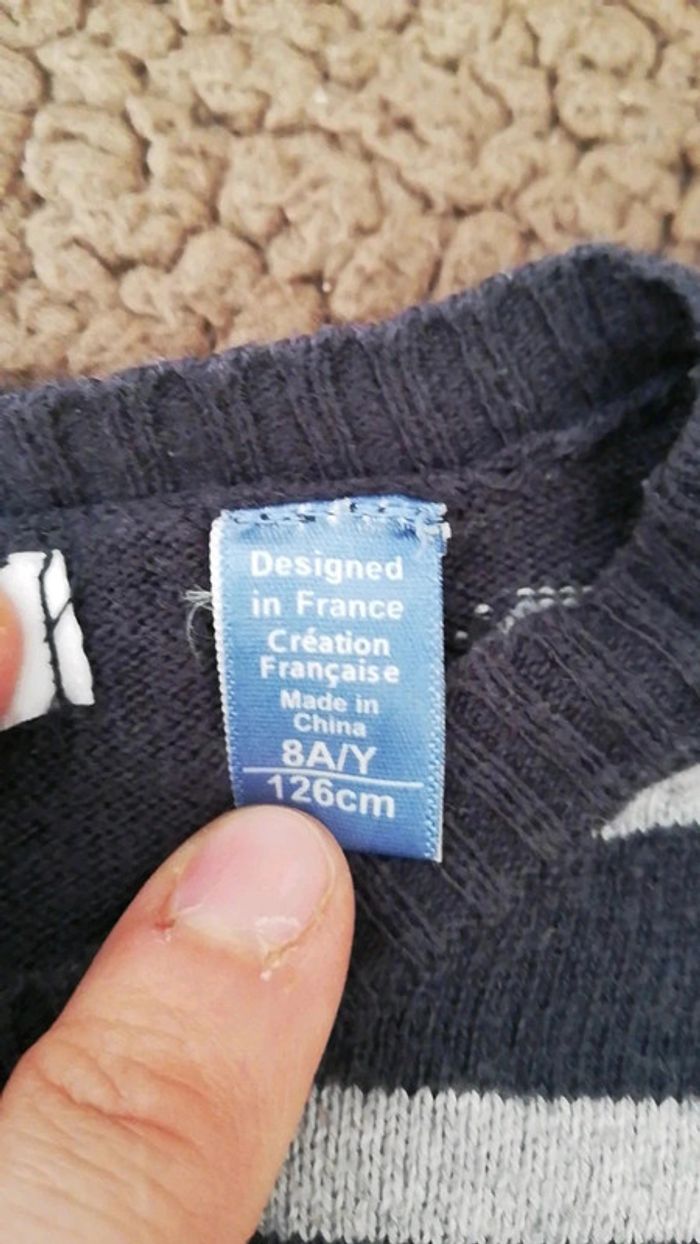 Designed
in France
Création
Française
Made in
China
8A/Y
126cm